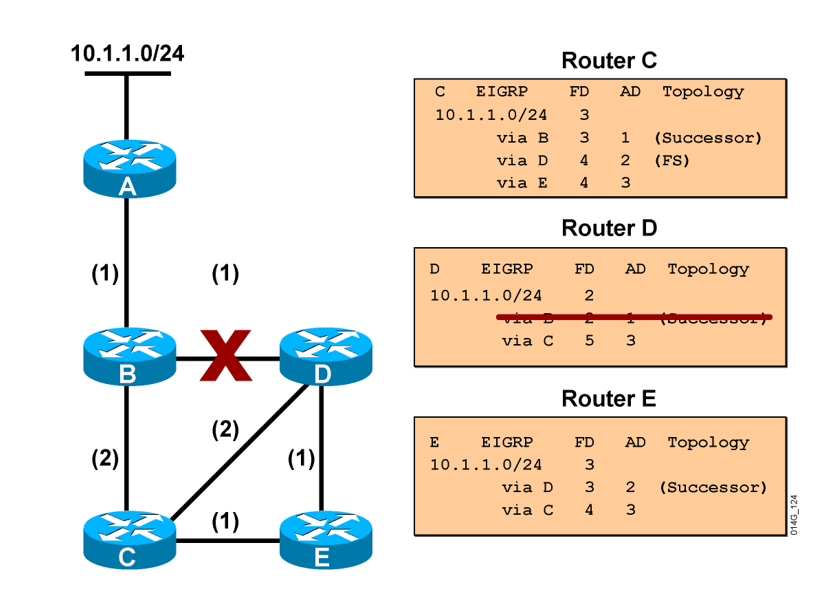 10.1.1.0/24
A
(1)
(1)
B
D
(2)
(2)
(1)
C
(1)
E
Router C
C EIGRP FD AD Topology
10.1.1.0/24 3
via B 3 1 (Successor)
via D 4 2 (FS)
via E 4 3
Router D
D EIGRP FD AD Topology
10.1.1.0/24 2
via B 2 1 (Successor)
via C 5 3
Router E
E EIGRP FD AD Topology
10.1.1.0/24 3
via D 3 2 (Successor)
via C 4 3
014G_124